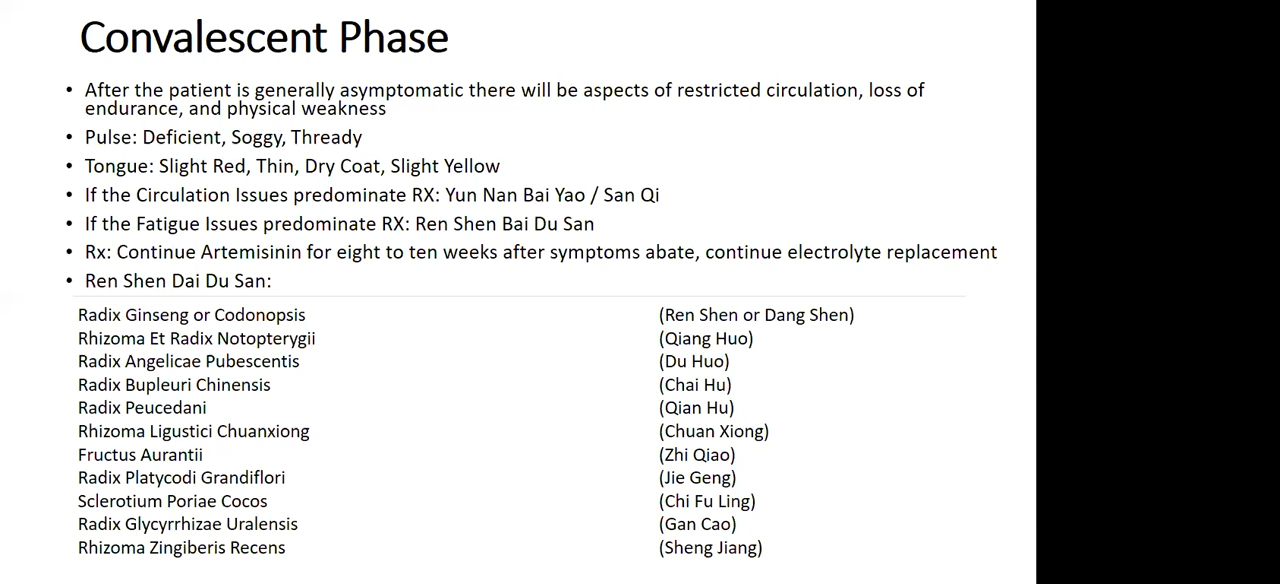 Convalescent Phase
• After the patient is generally asymptomatic there will be aspects of restricted circulation, loss of
endurance, and physical weakness
• Pulse: Deficient, Soggy, Thready
• Tongue: Slight Red, Thin, Dry Coat, Slight Yellow
• If the Circulation Issues predominate RX: Yun Nan Bai Yao / San Qi
• If the Fatigue Issues predominate RX: Ren Shen Bai Du San
• Rx: Continue Artemisinin for eight to ten weeks after symptoms abate, continue electrolyte replacement
• Ren Shen Dai Du San:
Radix Ginseng or Codonopsis (Ren Shen or Dang Shen)
Rhizoma Et Radix Notopterygii (Qiang Huo)
Radix Angelicae Pubescentis (Du Huo)
Radix Bupleuri Chinensis (Chai Hu)
Radix Peucedani (Qian Hu)
Rhizoma Ligustici Chuanxiong (Chuan Xiong)
Fructus Aurantii (Zhi Qiao)
Radix Platycodi Grandiflori (Jie Geng)
Sclerotium Poriae Cocos (Chi Fu Ling)
Radix Glycyrrhizae Uralensis (Gan Cao)
Rhizoma Zingiberis Recens (Sheng Jiang)